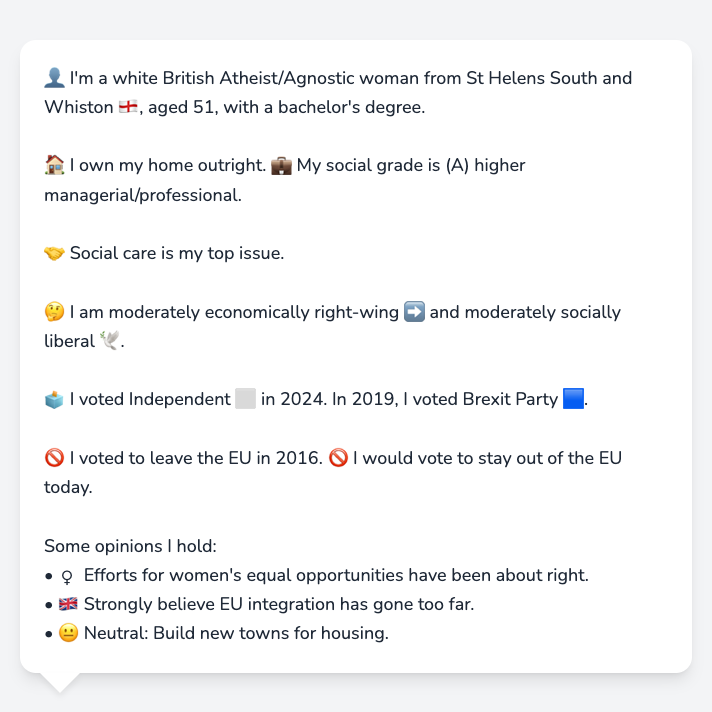 👤 I'm a white British Atheist/Agnostic woman from St Helens South and
Whiston 🏴󠁧󠁢󠁥󠁮󠁧󠁿, aged 51, with a bachelor's degree.
🏠 I own my home outright. 💼 My social grade is (A) higher
managerial/professional.
🤝 Social care is my top issue.
🤔 I am moderately economically right-wing ➡️ and moderately socially
liberal 🕊️.
🗳️ I voted Independent ⬜ in 2024. In 2019, I voted Brexit Party 🟦.
🚫 I voted to leave the EU in 2016. 🚫 I would vote to stay out of the EU
today.
Some opinions I hold:
• ♀ Efforts for women's equal opportunities have been about right.
• 🇬🇧 Strongly believe EU integration has gone too far.
• 😐 Neutral: Build new towns for housing.